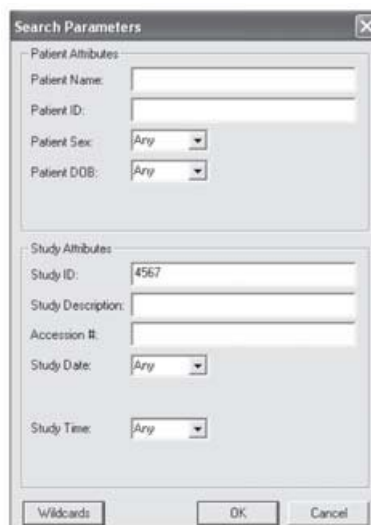 Search Parameters
Patient Attributes
Patient Name:
Patient ID:
Patient Sex: Any
Patient DOB: Any
Study Attributes
Study ID: 4567
Study Description:
Accession #:
Study Date: Any
Study Time: Any
Wildcards OK Cancel